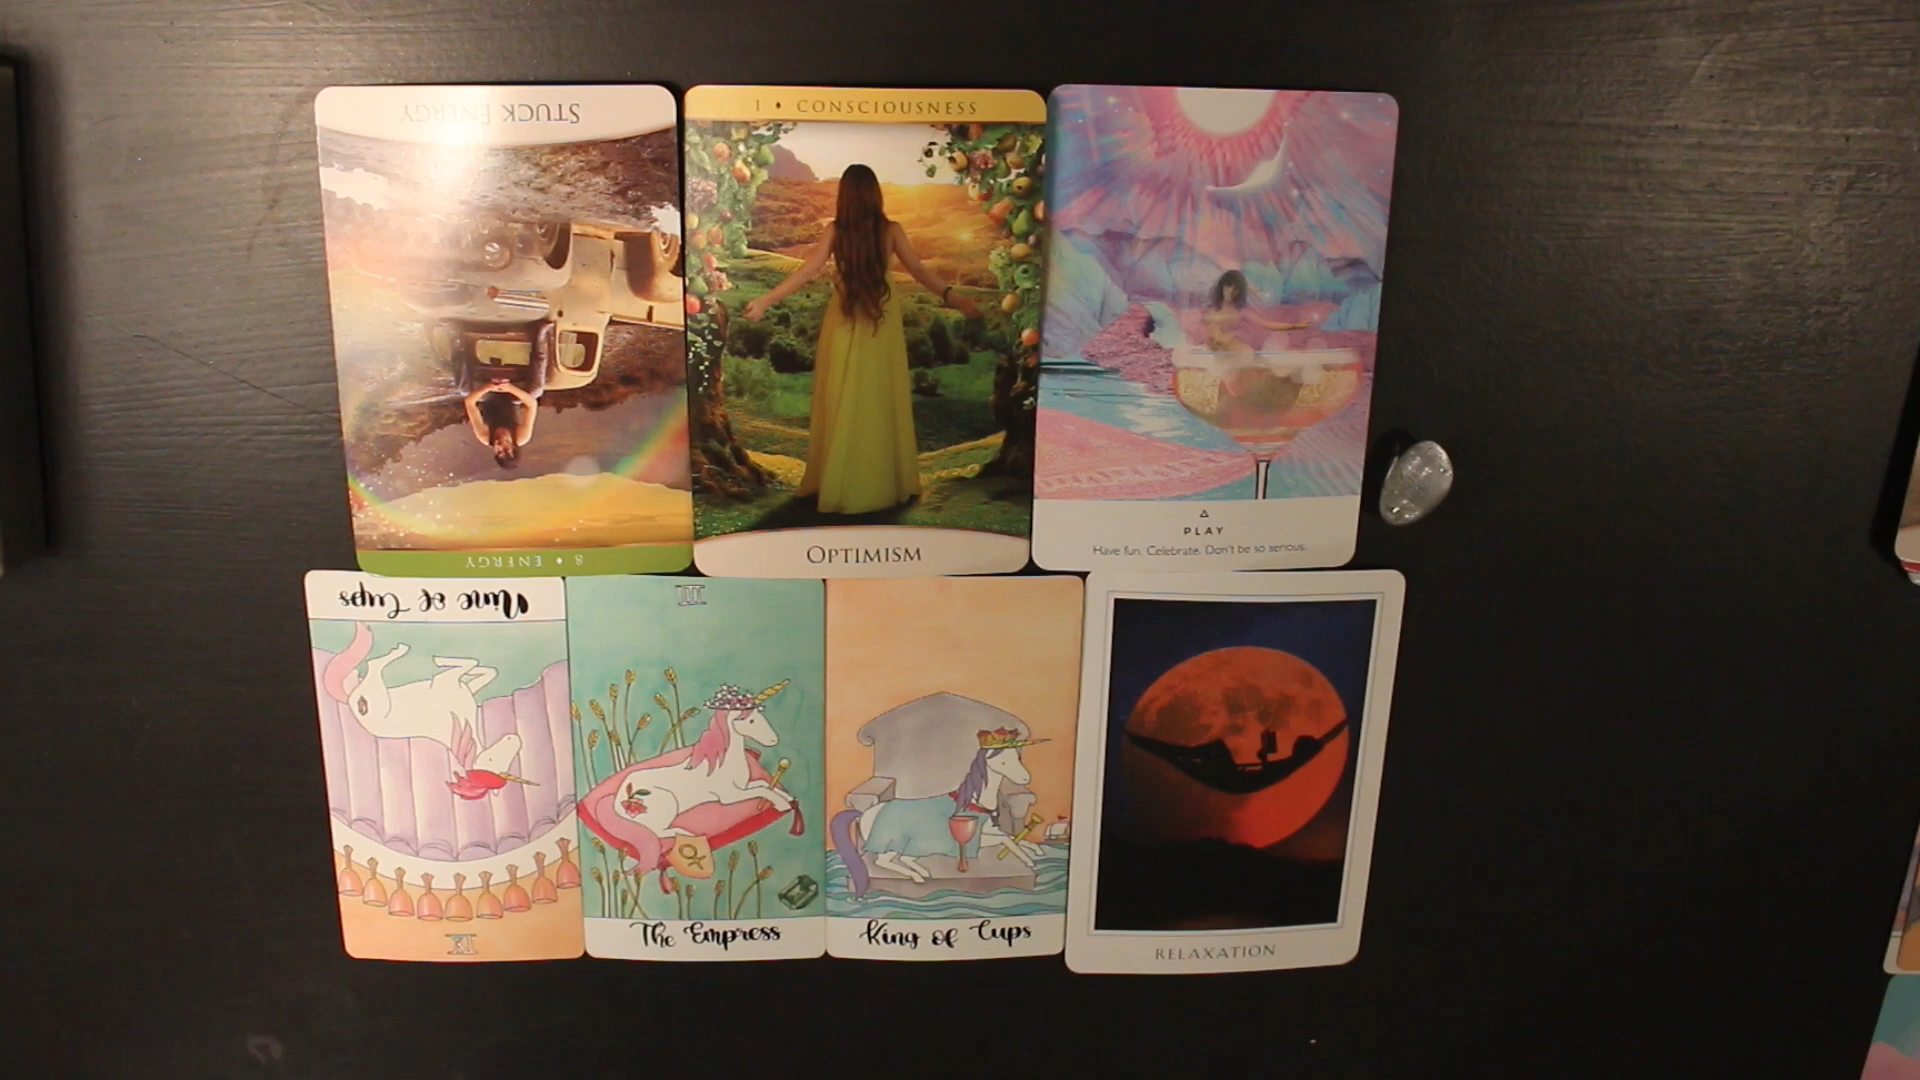 STUCK ENERGY
8 ♦ ENERGY
1 ♦ CONSCIOUSNESS
OPTIMISM
PLAY
Have fun. Celebrate. Don't be so serious.
Nine of Cups
IX
III
The Empress
King of Cups
RELAXATION